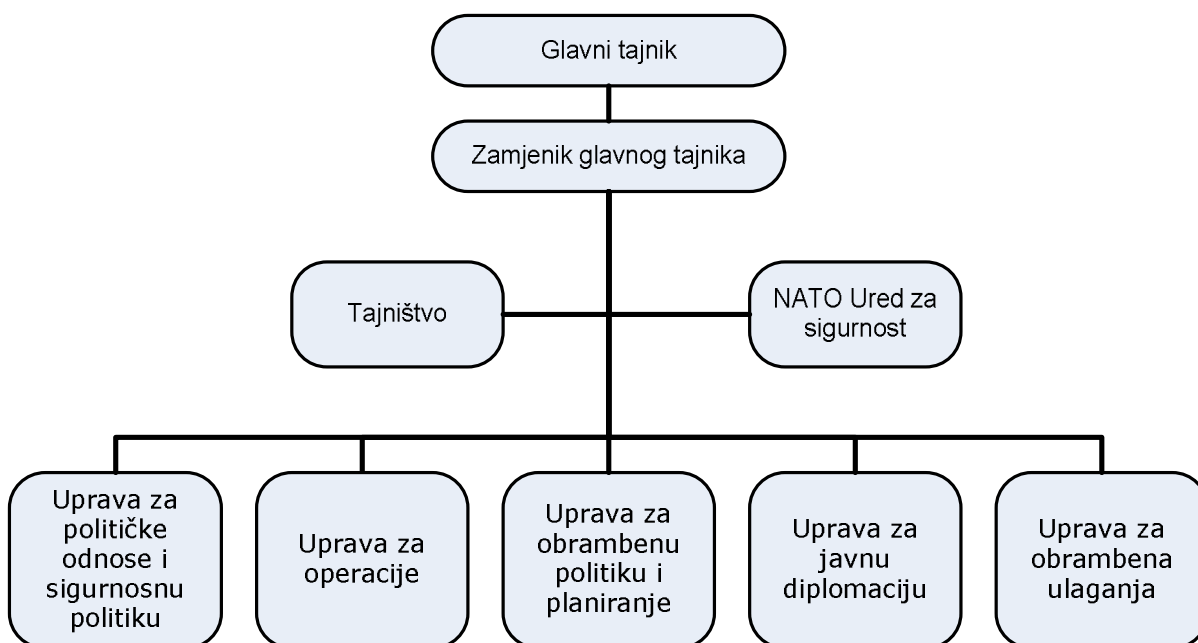 Glavni tajnik
Zamjenik glavnog tajnika
Tajništvo
NATO Ured za
sigurnost
Uprava za
političke
odnose i
sigurnosnu
politiku
Uprava za
operacije
Uprava za
obrambenu
politiku i
planiranje
Uprava za
javnu
diplomaciju
Uprava za
obrambena
ulaganja